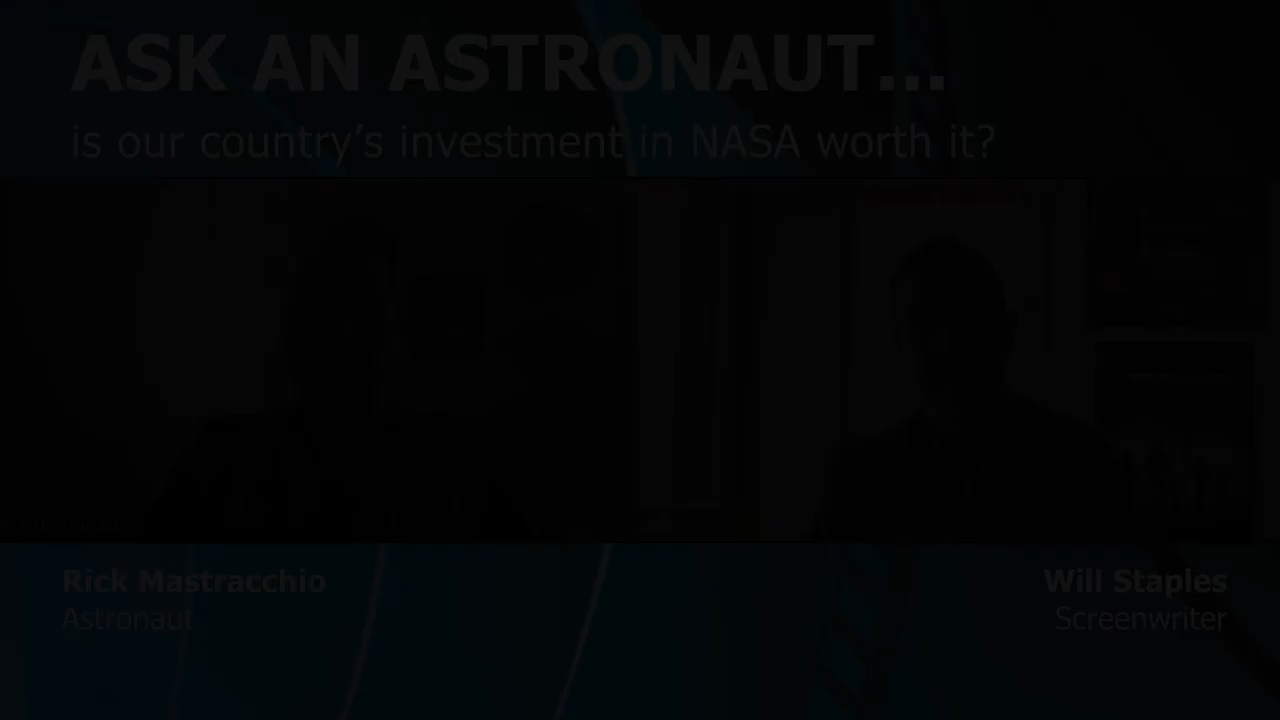 ASK AN ASTRONAUT...
is our country’s investment in NASA worth it?
Rick Mastracchio
Astronaut
Will Staples
Screenwriter